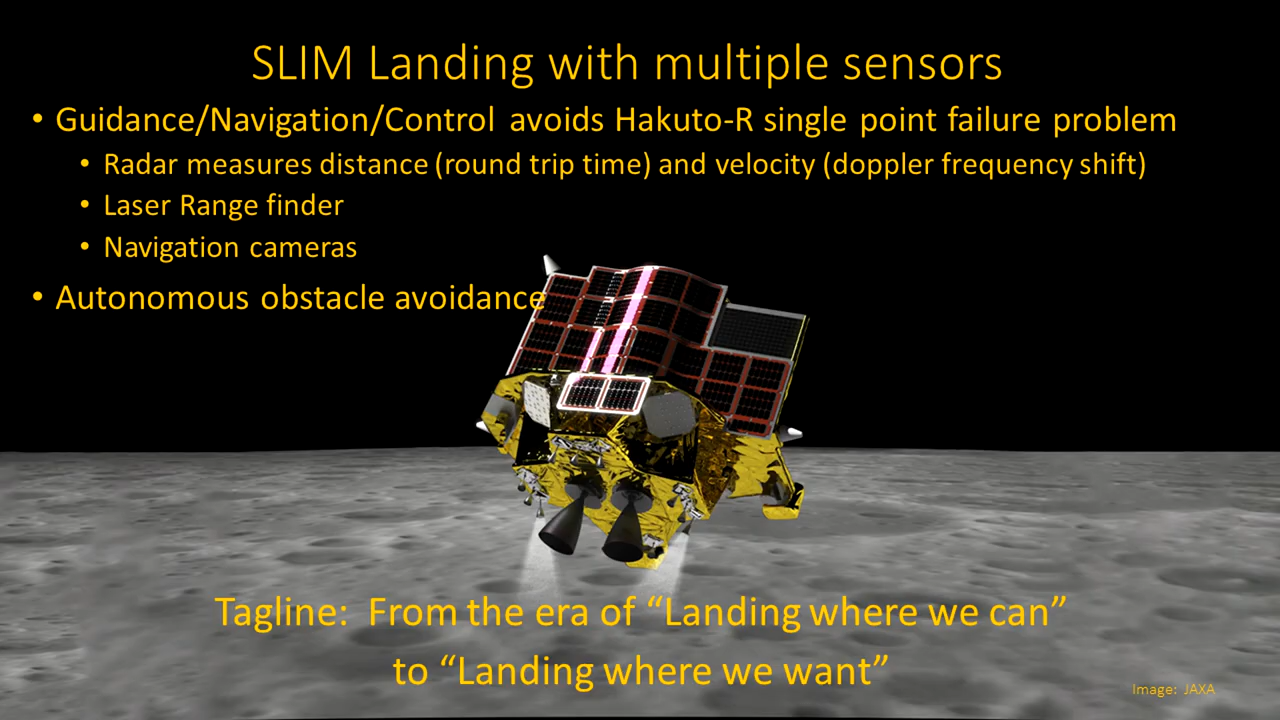 SLIM Landing with multiple sensors
• Guidance/Navigation/Control avoids Hakuto-R single point failure problem
• Radar measures distance (round trip time) and velocity (doppler frequency shift)
• Laser Range finder
• Navigation cameras
• Autonomous obstacle avoidance
Tagline: From the era of “Landing where we can”
to “Landing where we want”
Image: JAXA